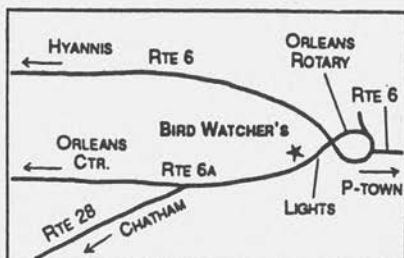 HYANNIS
RTE 6
ORLEANS
ROTARY
RTE 6
BIRD WATCHER'S
ORLEANS
CTR.
RTE 6A
P-TOWN
LIGHTS
RTE 28
CHATHAM